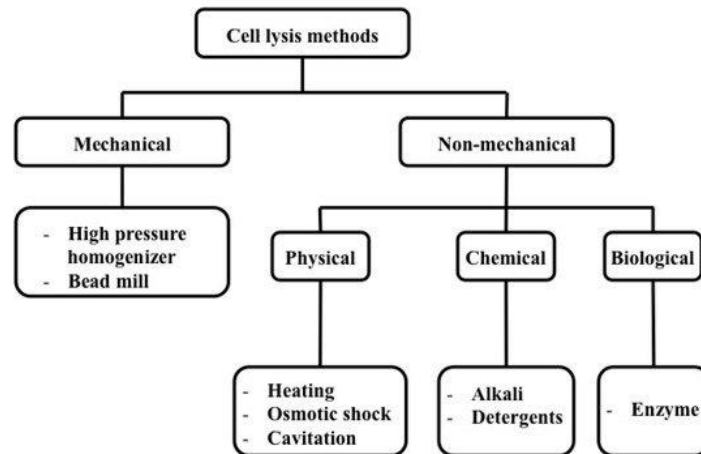 Cell lysis methods
Mechanical
Non-mechanical
- High pressure
homogenizer
- Bead mill
Physical
Chemical
Biological
- Heating
- Osmotic shock
- Cavitation
- Alkali
- Detergents
- Enzyme